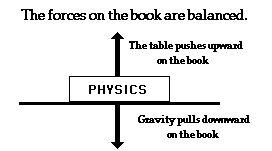 The forces on the book are balanced.
The table pushes upward
on the book
PHYSICS
Gravity pulls downward
on the book